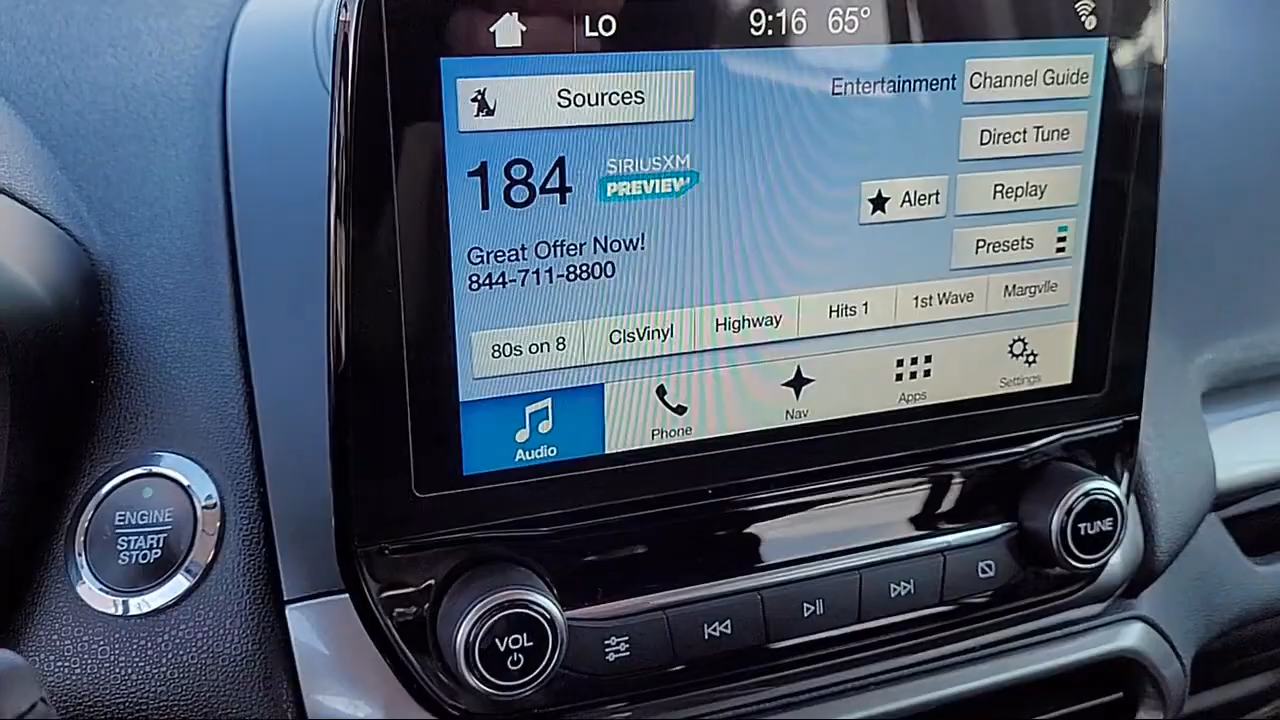 LO
9:16 65°
Sources
Entertainment
Channel Guide
184
SIRIUSXM
PREVIEW
Direct Tune
Alert
Replay
Great Offer Now!
844-711-8800
Presets
80s on 8
ClsVinyl
Highway
Hits 1
1st Wave
Margvlle
Audio
Phone
Nav
Apps
Settings
ENGINE
START
STOP
VOL
TUNE